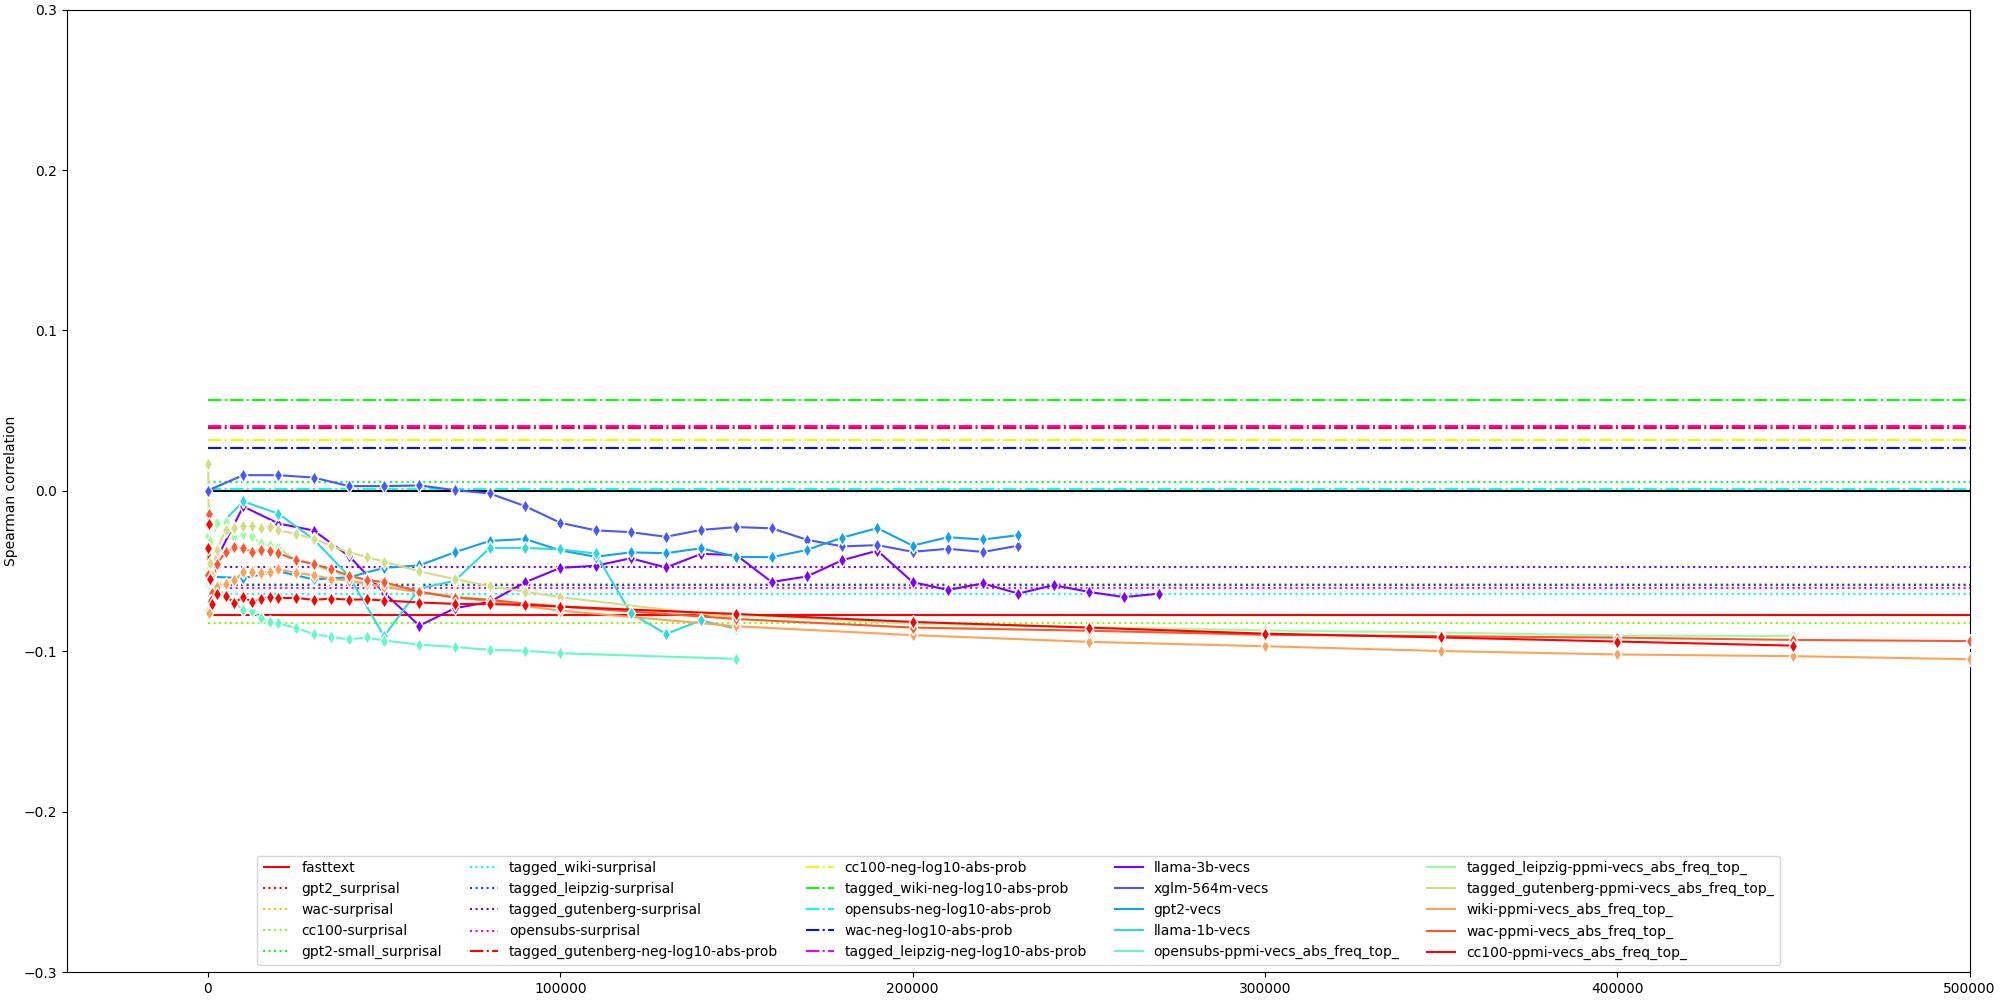 0.3
0.2
0.1
0.0
−0.1
−0.2
−0.3
Spearman correlation
fasttext
gpt2_surprisal
wac-surprisal
cc100-surprisal
gpt2-small_surprisal
tagged_wiki-surprisal
tagged_leipzig-surprisal
tagged_gutenberg-surprisal
opensubs-surprisal
tagged_gutenberg-neg-log10-abs-prob
cc100-neg-log10-abs-prob
tagged_wiki-neg-log10-abs-prob
opensubs-neg-log10-abs-prob
wac-neg-log10-abs-prob
tagged_leipzig-neg-log10-abs-prob
llama-3b-vecs
xglm-564m-vecs
gpt2-vecs
llama-1b-vecs
opensubs-ppmi-vecs_abs_freq_top_
tagged_leipzig-ppmi-vecs_abs_freq_top_
tagged_gutenberg-ppmi-vecs_abs_freq_top_
wiki-ppmi-vecs_abs_freq_top_
wac-ppmi-vecs_abs_freq_top_
cc100-ppmi-vecs_abs_freq_top_
0
100000
200000
300000
400000
500000